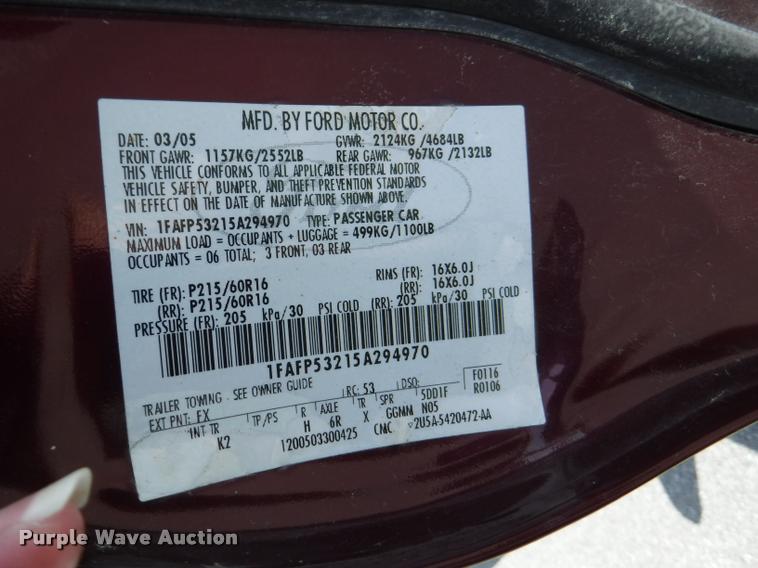 MFD. BY FORD MOTOR CO.
DATE: 03/05 GVWR: 2124KG /4684LB
FRONT GAWR: 1157KG/2552LB REAR GAWR: 967KG /2132LB
THIS VEHICLE CONFORMS TO ALL APPLICABLE FEDERAL MOTOR
VEHICLE SAFETY, BUMPER, AND THEFT PREVENTION STANDARDS
IN EFFECT ON THE DATE OF MANUFACTURE SHOWN ABOVE.
VIN: 1FAFP53215A294970 TYPE: PASSENGER CAR
MAXIMUM LOAD = OCCUPANTS + LUGGAGE = 499KG/1100LB
OCCUPANTS = 06 TOTAL; 3 FRONT, 03 REAR
TIRE (FR): P215/60R16 RIMS (FR): 16X6.0J
(RR): P215/60R16 (RR): 16X6.0J
PRESSURE (FR): 205 kPa/30 PSI COLD (RR): 205 kPa/30 PSI COLD
1FAFP53215A294970
TRAILER TOWING - SEE OWNER GUIDE RC: 53 DSO: F0116
EXT PNT: FX 5DD1F R0106
INT TR TP/PS R AXLE TR SPR
K2 H 6R X GGMM N05
1200503300425 CNC 2U5A-5420472-AA
Purple Wave Auction